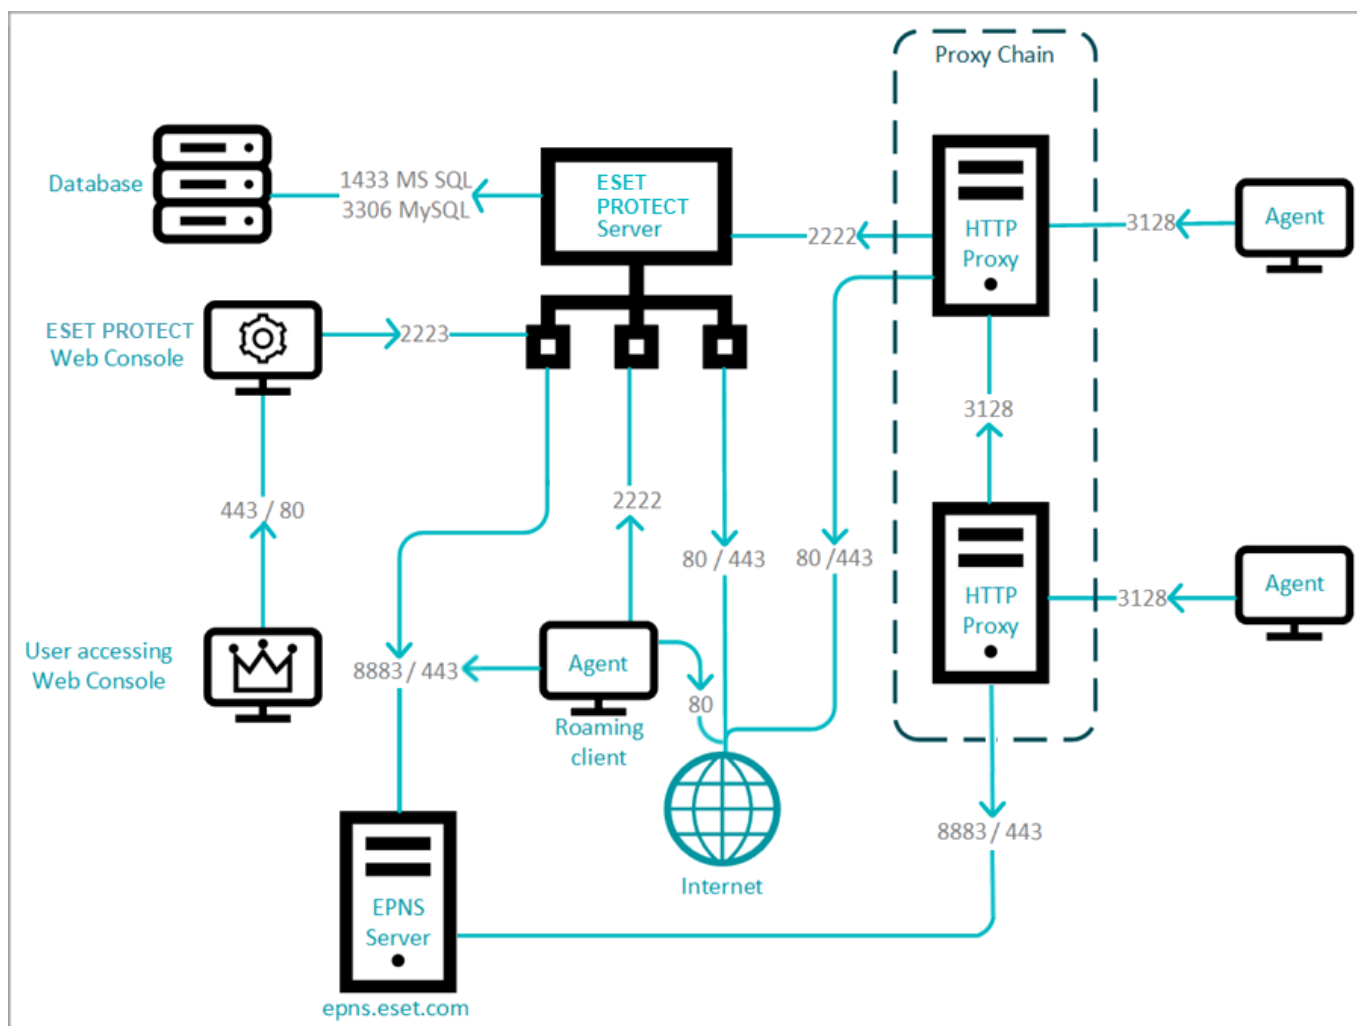 Proxy Chain
Database
1433 MS SQL
3306 MySQL
ESET
PROTECT
Server
2222
HTTP
Proxy
3128
Agent
ESET PROTECT
Web Console
2223
3128
443 / 80
2222
80 / 443
80 /443
HTTP
Proxy
3128
Agent
User accessing
Web Console
8883 / 443
Agent
80
Roaming
client
8883 / 443
Internet
EPNS
Server
epns.eset.com